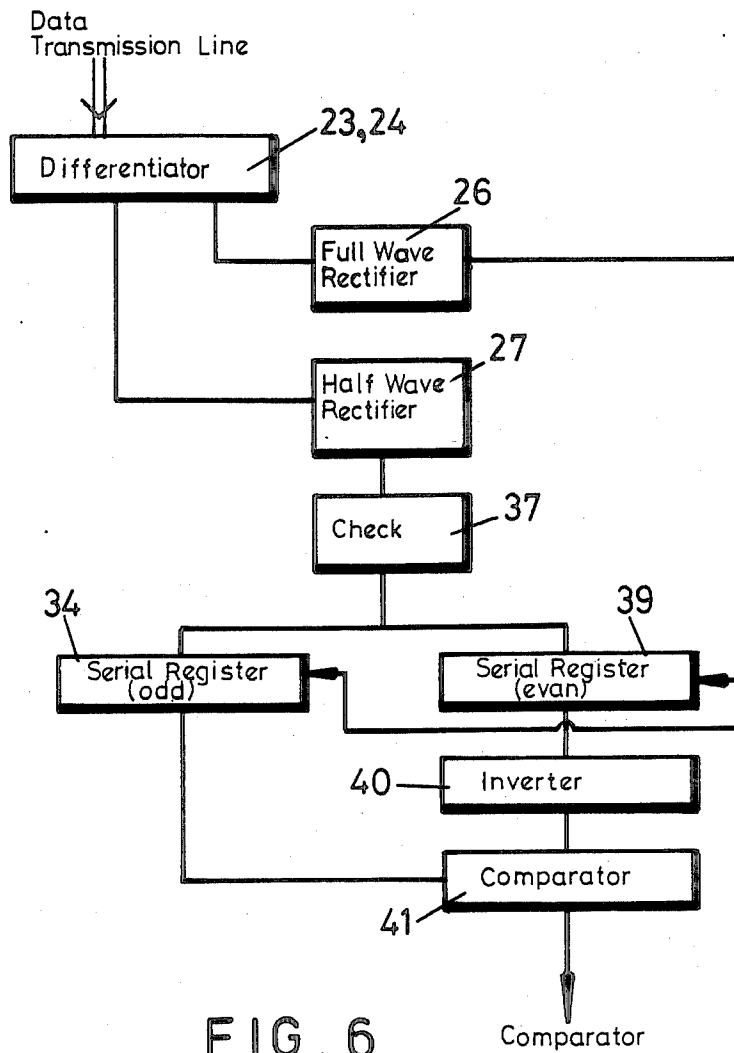 Data
Transmission Line
23,24
Differentiator
26
Full Wave
Rectifier
27
Half Wave
Rectifier
37
Check
34
39
Serial Register
(odd)
Serial Register
(evan)
40
Inverter
Comparator
41
FIG. 6
Comparator